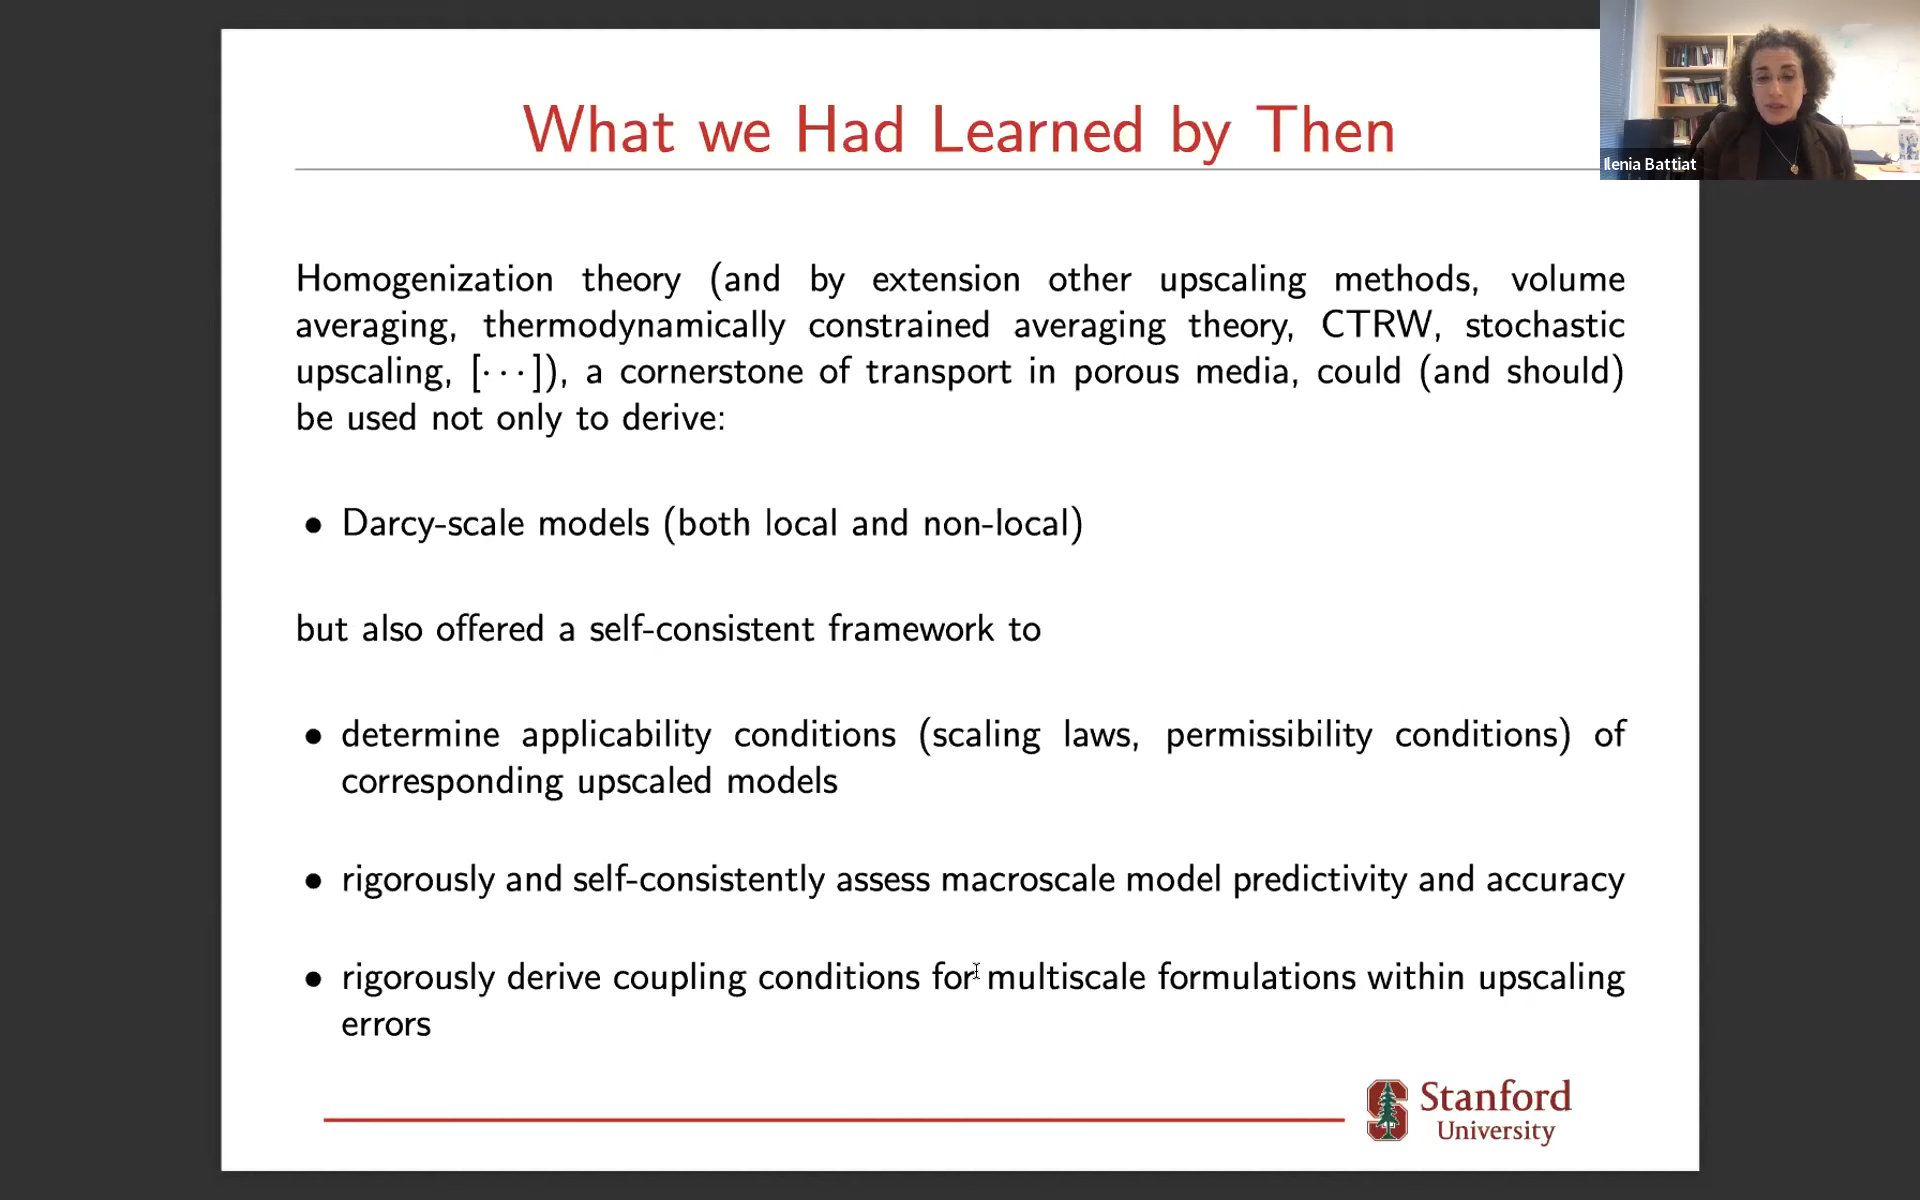 What we Had Learned by Then
Ilenia Battiat
Homogenization theory (and by extension other upscaling methods, volume
averaging, thermodynamically constrained averaging theory, CTRW, stochastic
upscaling, [···]), a cornerstone of transport in porous media, could (and should)
be used not only to derive:
● Darcy-scale models (both local and non-local)
but also offered a self-consistent framework to
● determine applicability conditions (scaling laws, permissibility conditions) of
corresponding upscaled models
● rigorously and self-consistently assess macroscale model predictivity and accuracy
● rigorously derive coupling conditions for multiscale formulations within upscaling
errors
Stanford
University